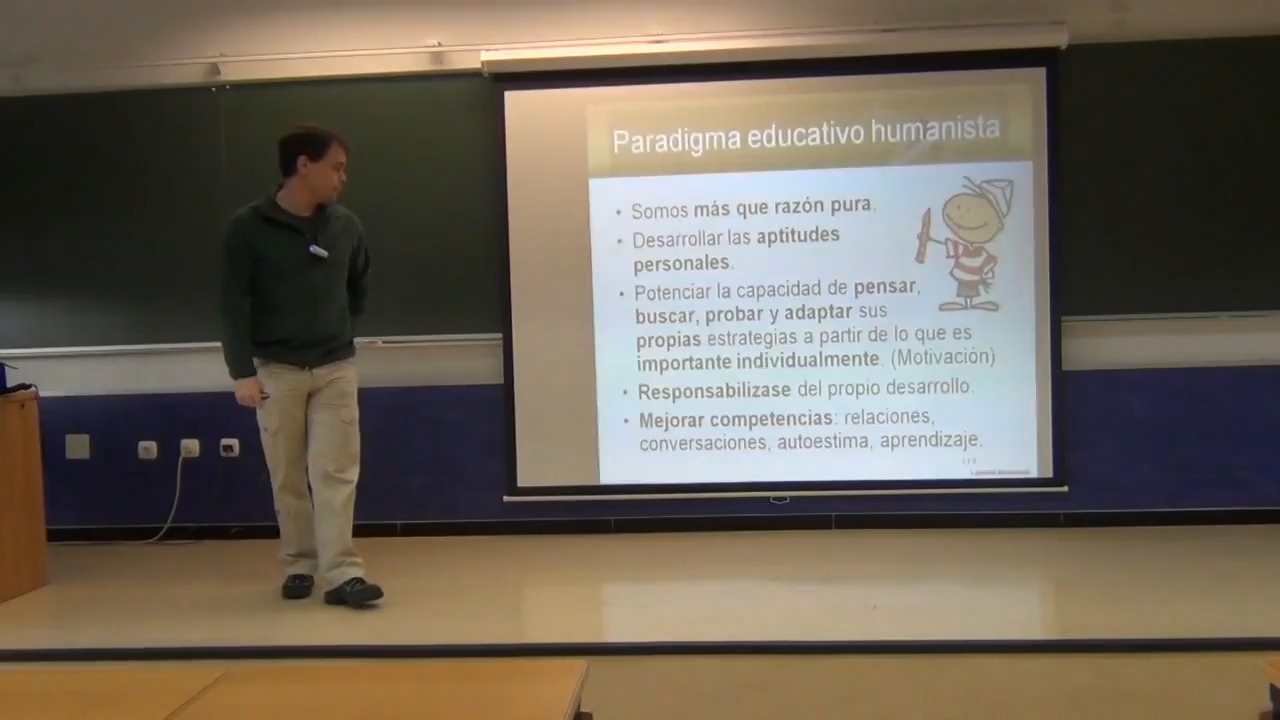 Paradigma educativo humanista
• Somos más que razón pura.
• Desarrollar las aptitudes
personales.
• Potenciar la capacidad de pensar,
buscar, probar y adaptar sus
propias estrategias a partir de lo que es
importante individualmente. (Motivación)
• Responsabilizase del propio desarrollo.
• Mejorar competencias: relaciones,
conversaciones, autoestima, aprendizaje.